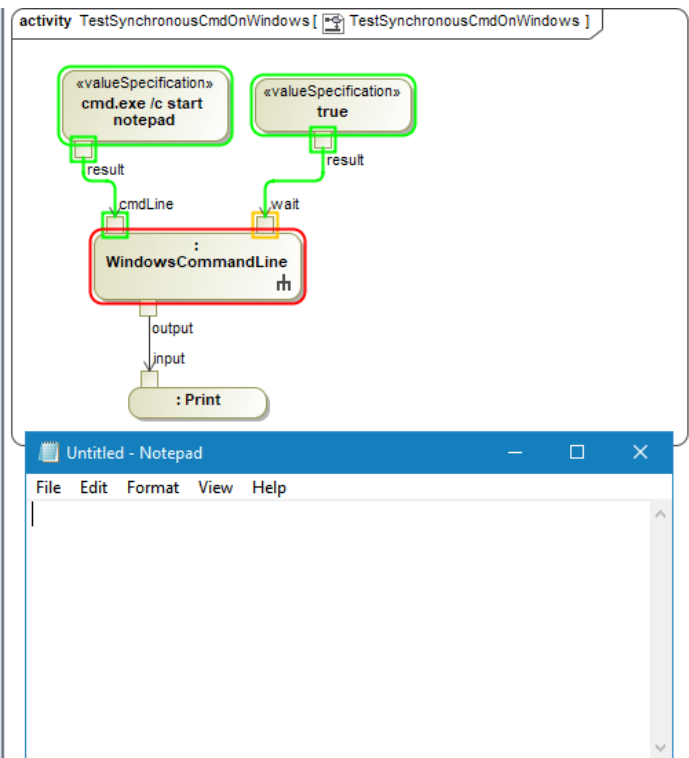 activity TestSynchronousCmdOnWindows [ TestSynchronousCmdOnWindows ]
«valueSpecification»
cmd.exe /c start
notepad
«valueSpecification»
true
result
result
cmdLine
wait
:
WindowsCommandLine
output
input
: Print
Untitled - Notepad
File Edit Format View Help